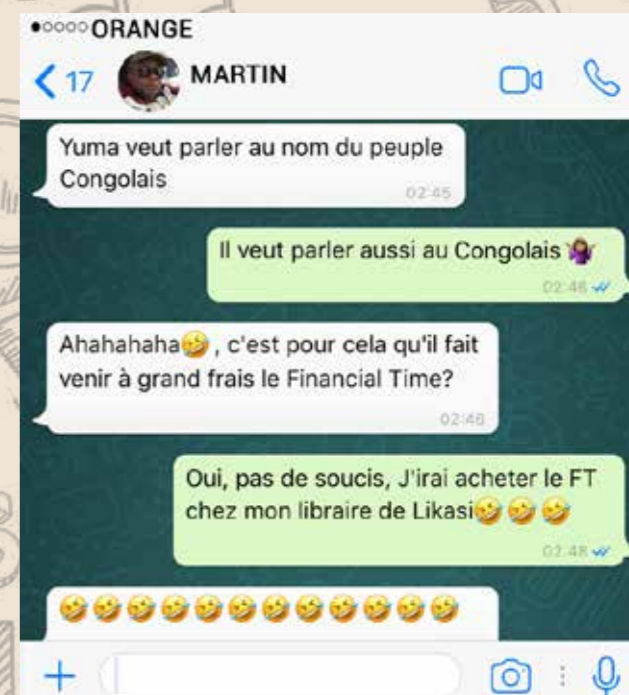 ORANGE
17 MARTIN
Yuma veut parler au nom du peuple
Congolais
02:45
Il veut parler aussi au Congolais 🤷🏾‍♀️
02:46
Ahahahaha🤣 , c'est pour cela qu'il fait
venir à grand frais le Financial Time?
02:46
Oui, pas de soucis, J'irai acheter le FT
chez mon libraire de Likasi🤣🤣🤣
02:48
🤣🤣🤣🤣🤣🤣🤣🤣🤣🤣🤣🤣